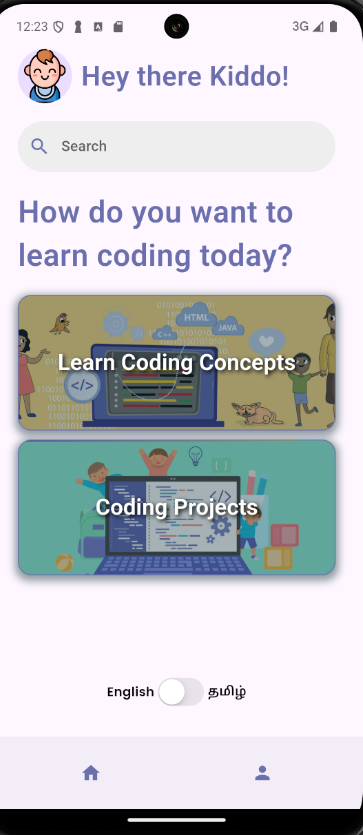 12:23
3G
Hey there Kiddo!
Search
How do you want to
learn coding today?
HTML
C++
JAVA
</>
Learn Coding Concepts
{ }
</>
Coding Projects
English
தமிழ்